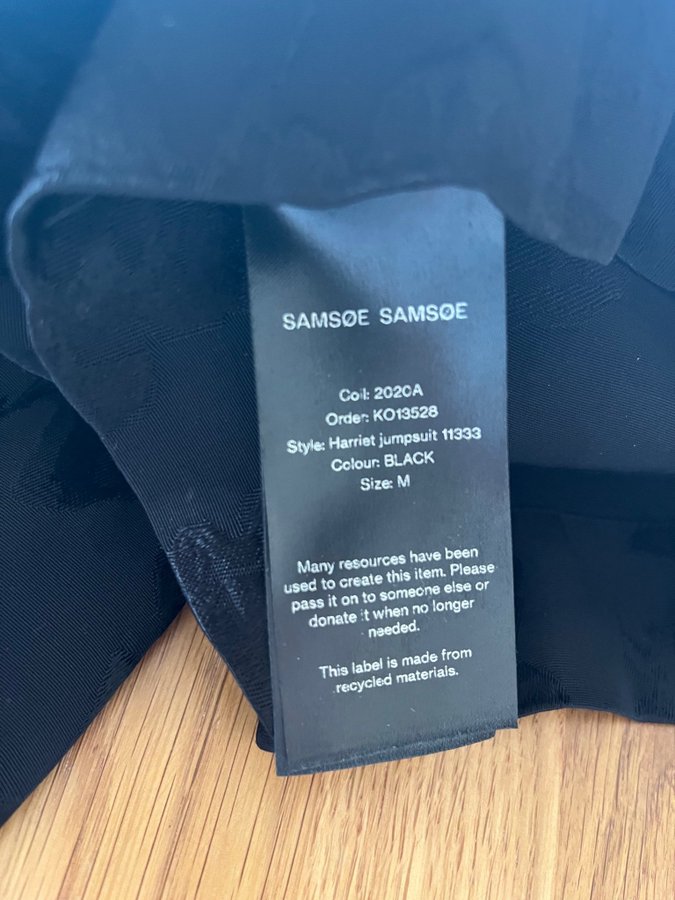 SAMSØE SAMSØE
Coll: 2020A
Order: KO13528
Style: Harriet jumpsuit 11333
Colour: BLACK
Size: M
Many resources have been
used to create this item. Please
pass it on to someone else or
donate it when no longer
needed.
This label is made from
recycled materials.